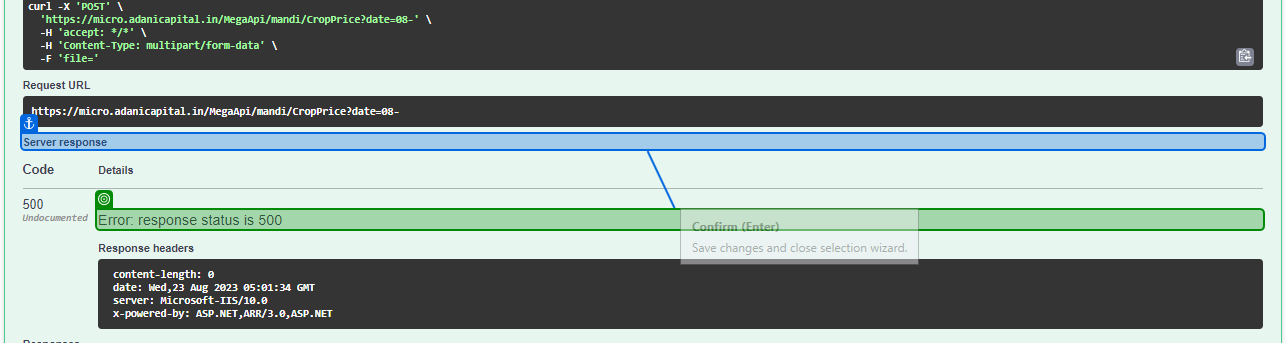 curl -X 'POST' \
'https://micro.adanicapital.in/MegaApi/mandi/CropPrice?date=08-' \
-H 'accept: */*' \
-H 'Content-Type: multipart/form-data' \
-F 'file='
Request URL
https://micro.adanicapital.in/MegaApi/mandi/CropPrice?date=08-
Server response
Code Details
500
Undocumented
Error: response status is 500
Confirm (Enter)
Save changes and close selection wizard.
Response headers
content-length: 0
date: Wed,23 Aug 2023 05:01:34 GMT
server: Microsoft-IIS/10.0
x-powered-by: ASP.NET,ARR/3.0,ASP.NET
Responses